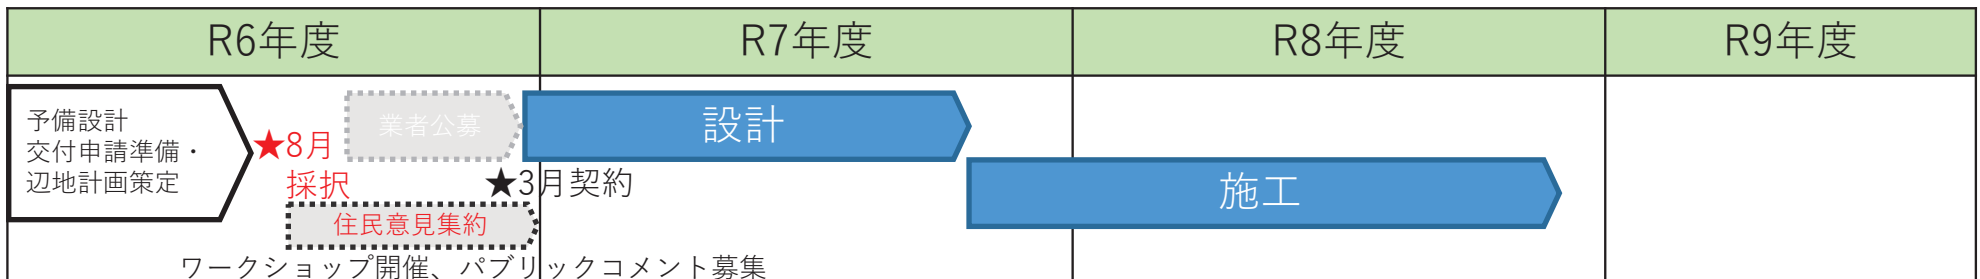 R6年度
R7年度
R8年度
R9年度
予備設計
交付申請準備・
辺地計画策定
★8月
採択
業者公募
★3月契約
住民意見集約
ワークショップ開催、パブリックコメント募集
設計
施工